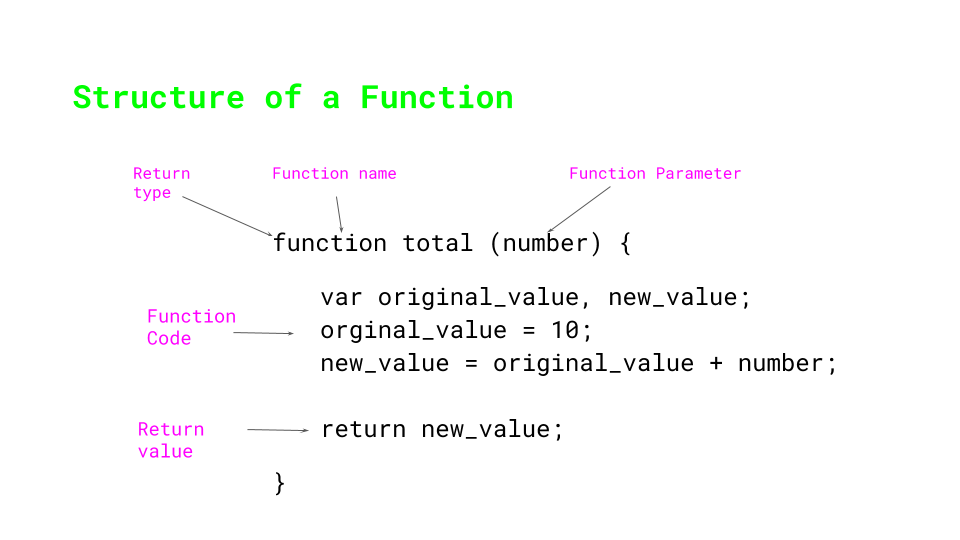 Structure of a Function
Return
type
Function name
Function Parameter
function total (number) {
var original_value, new_value;
Function
Code
orginal_value = 10;
new_value = original_value + number;
Return
value
return new_value;
}